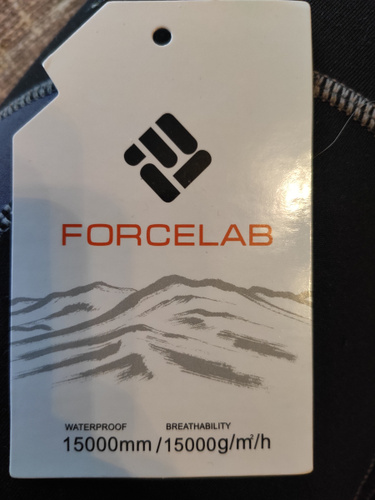 FORCELAB
WATERPROOF BREATHABILITY
15000mm / 15000g/㎡/h